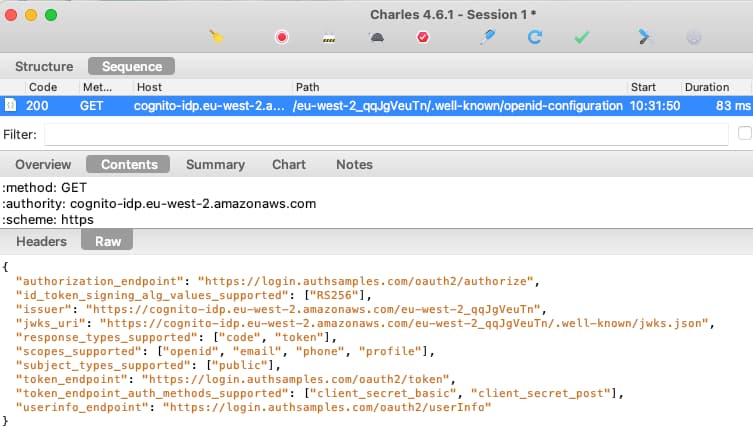 Charles 4.6.1 - Session 1 *
Structure Sequence
Code Met... Host Path Start Duration
200 GET cognito-idp.eu-west-2.a... /eu-west-2_qqJgVeuTn/.well-known/openid-configuration 10:31:50 83 ms
Filter:
Overview Contents Summary Chart Notes
:method: GET
:authority: cognito-idp.eu-west-2.amazonaws.com
:scheme: https
Headers Raw
{
"authorization_endpoint": "https://login.authsamples.com/oauth2/authorize",
"id_token_signing_alg_values_supported": ["RS256"],
"issuer": "https://cognito-idp.eu-west-2.amazonaws.com/eu-west-2_qqJgVeuTn",
"jwks_uri": "https://cognito-idp.eu-west-2.amazonaws.com/eu-west-2_qqJgVeuTn/.well-known/jwks.json",
"response_types_supported": ["code", "token"],
"scopes_supported": ["openid", "email", "phone", "profile"],
"subject_types_supported": ["public"],
"token_endpoint": "https://login.authsamples.com/oauth2/token",
"token_endpoint_auth_methods_supported": ["client_secret_basic", "client_secret_post"],
"userinfo_endpoint": "https://login.authsamples.com/oauth2/userInfo"
}